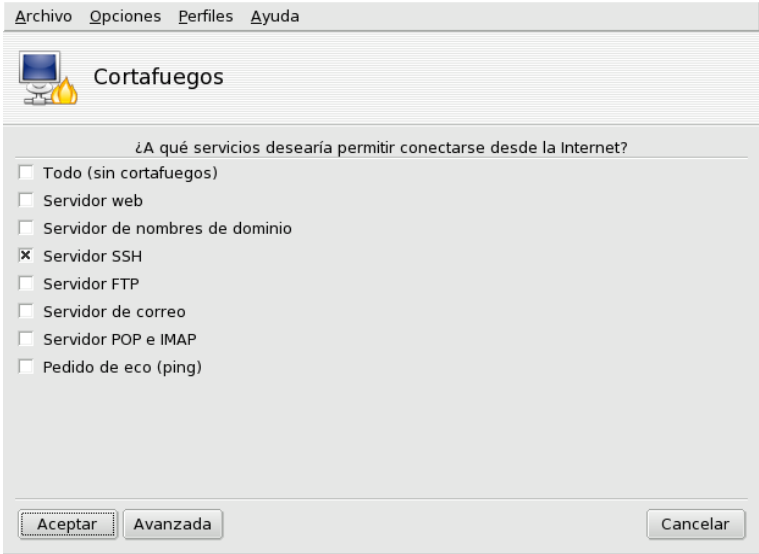 Archivo Opciones Perfiles Ayuda
Cortafuegos
¿A qué servicios desearía permitir conectarse desde la Internet?
Todo (sin cortafuegos)
Servidor web
Servidor de nombres de dominio
Servidor SSH
Servidor FTP
Servidor de correo
Servidor POP e IMAP
Pedido de eco (ping)
Aceptar Avanzada Cancelar